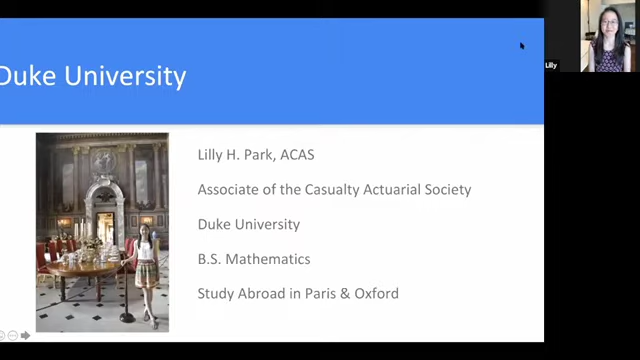 Duke University
Lilly
Lilly H. Park, ACAS
Associate of the Casualty Actuarial Society
Duke University
B.S. Mathematics
Study Abroad in Paris & Oxford